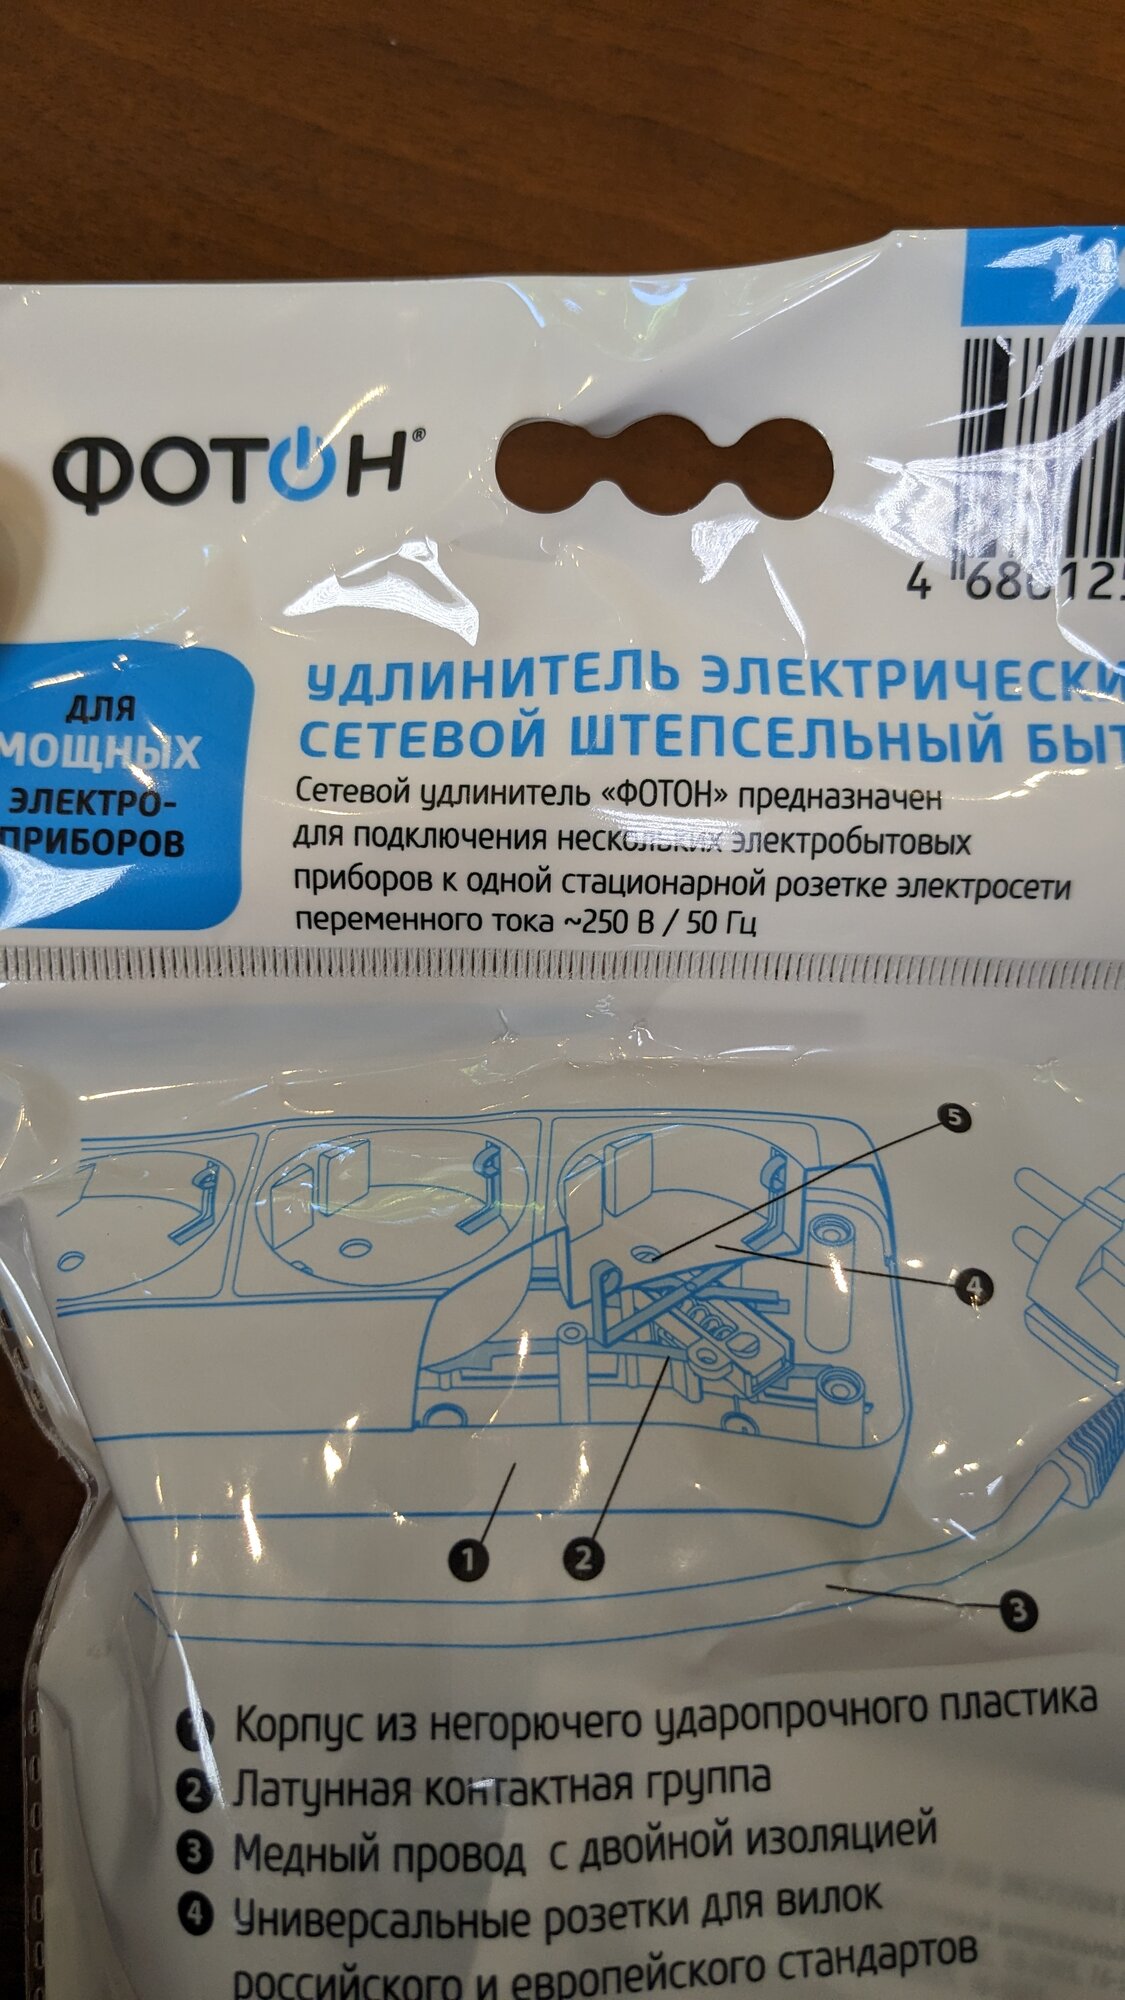 ФОТОН®
4
ДЛЯ
МОЩНЫХ
ЭЛЕКТРО-
ПРИБОРОВ
УДЛИНИТЕЛЬ ЭЛЕКТРИЧЕСКИ
СЕТЕВОЙ ШТЕПСЕЛЬНЫЙ БЫТ
Сетевой удлинитель «ФОТОН» предназначен
для подключения нескольких электробытовых
приборов к одной стационарной розетке электросети
переменного тока ~250 В / 50 Гц
5
4
1
2
3
1 Корпус из негорючего ударопрочного пластика
2 Латунная контактная группа
3 Медный провод с двойной изоляцией
4 Универсальные розетки для вилок
российского и европейского стандартов